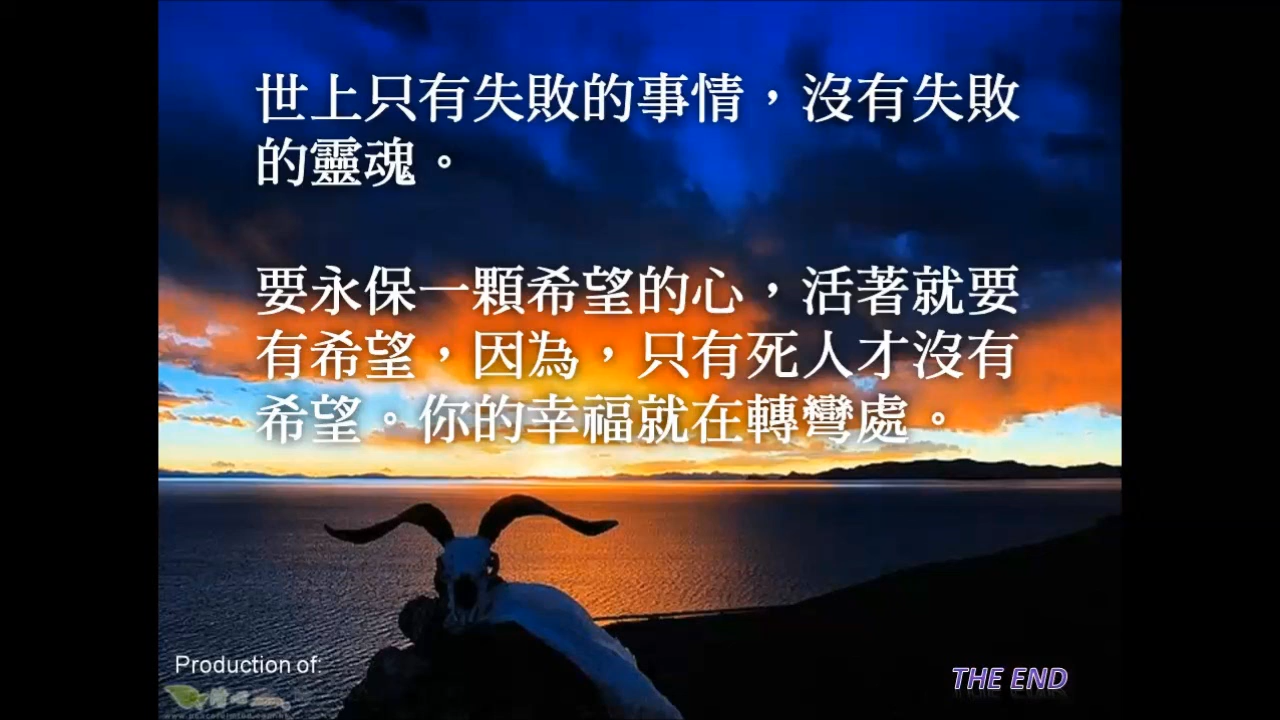 世上只有失敗的事情，沒有失敗
的靈魂。
要永保一顆希望的心，活著就要
有希望，因為，只有死人才沒有
希望。你的幸福就在轉彎處。
Production of:
THE END